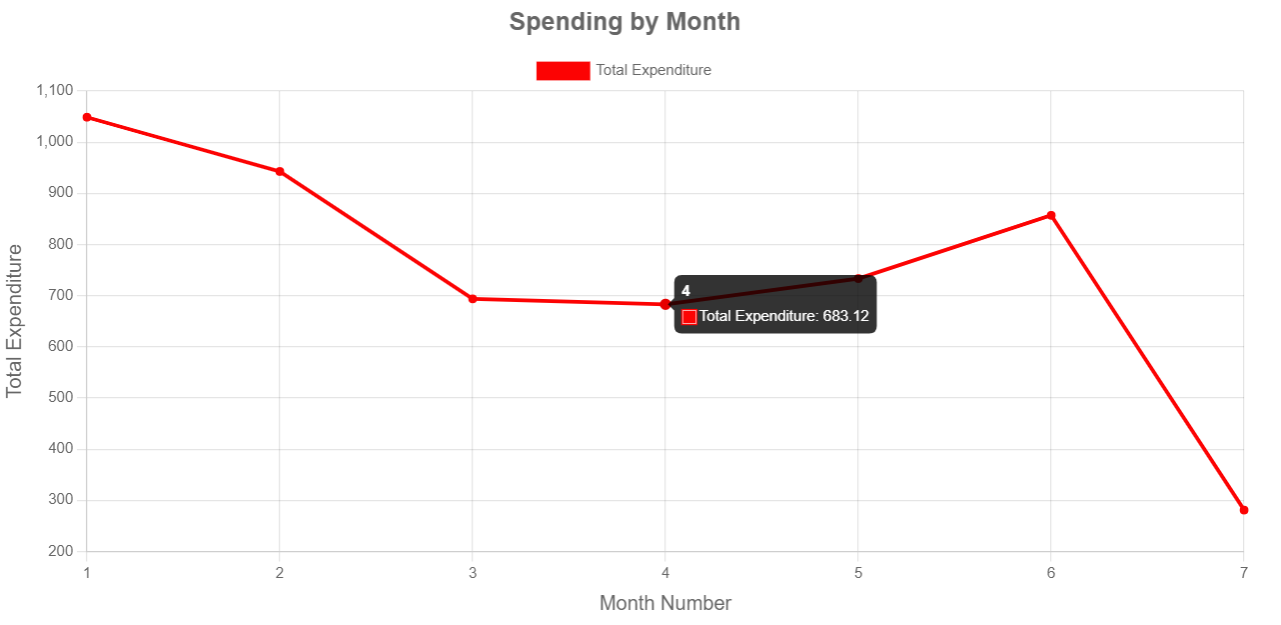 Spending by Month
Total Expenditure
1,100
1,000
900
800
700
600
500
400
300
200
Total Expenditure
4
Total Expenditure: 683.12
1 2 3 4 5 6 7
Month Number